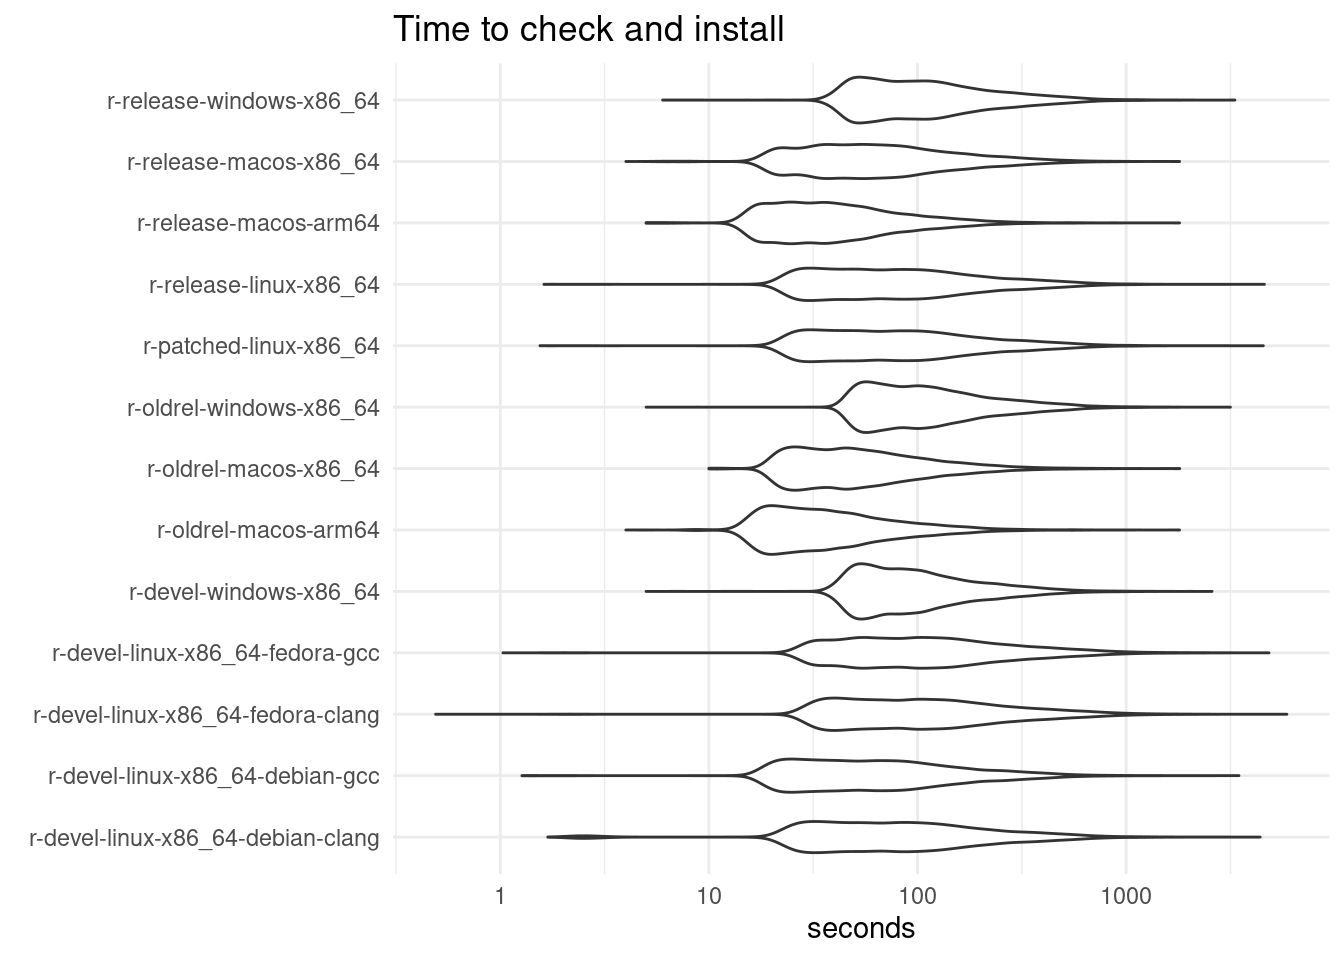 Time to check and install
r-release-windows-x86_64
r-release-macos-x86_64
r-release-macos-arm64
r-release-linux-x86_64
r-patched-linux-x86_64
r-oldrel-windows-x86_64
r-oldrel-macos-x86_64
r-oldrel-macos-arm64
r-devel-windows-x86_64
r-devel-linux-x86_64-fedora-gcc
r-devel-linux-x86_64-fedora-clang
r-devel-linux-x86_64-debian-gcc
r-devel-linux-x86_64-debian-clang
1 10 100 1000
seconds